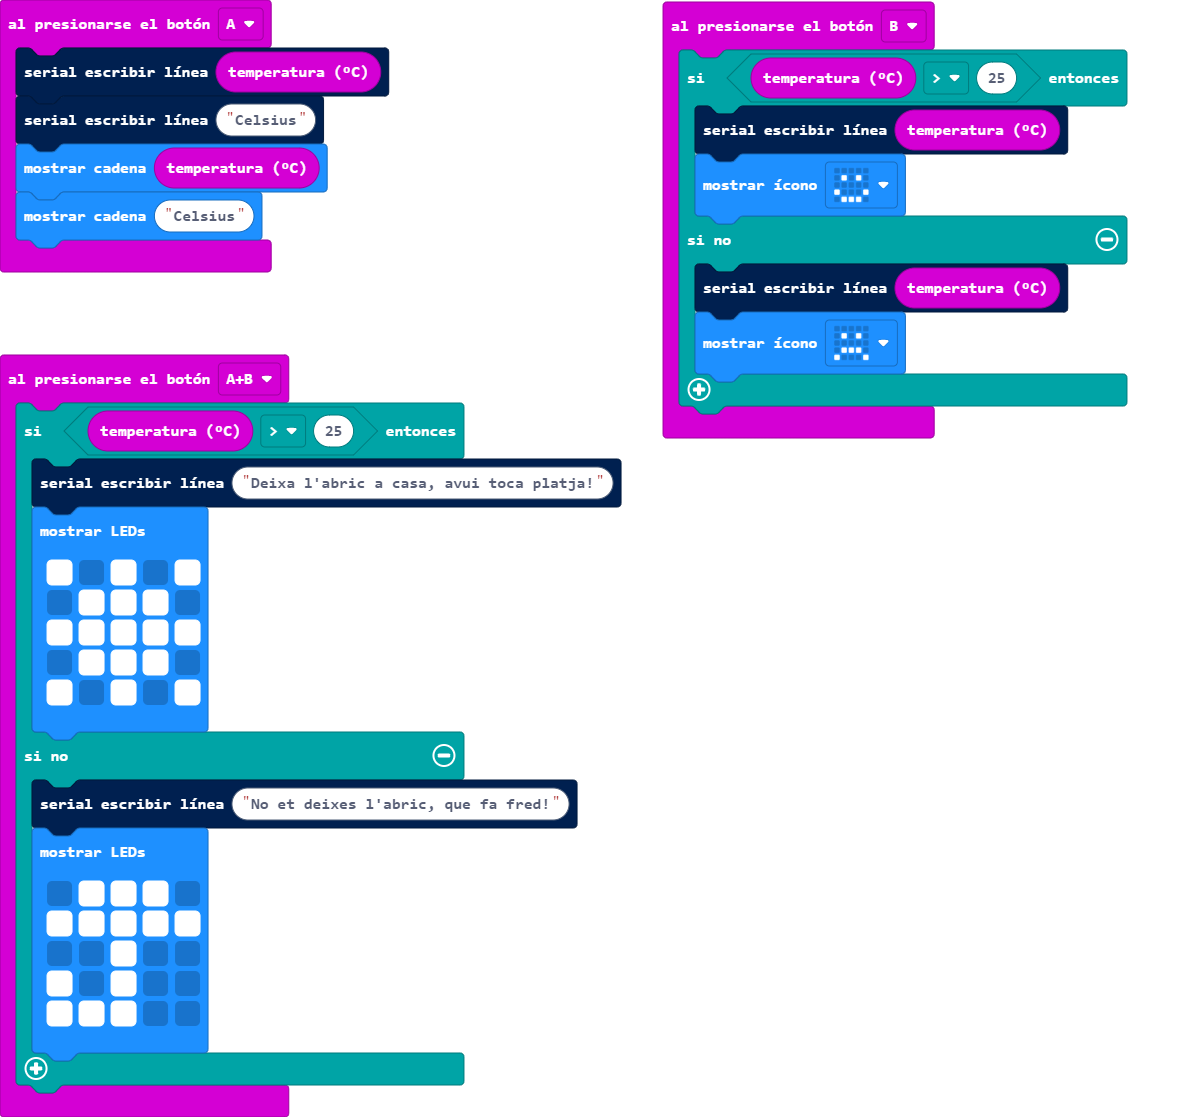 al presionarse el botón A
serial escribir línea temperatura (ºC)
serial escribir línea "Celsius"
mostrar cadena temperatura (ºC)
mostrar cadena "Celsius"
al presionarse el botón B
si temperatura (ºC) > 25 entonces
serial escribir línea temperatura (ºC)
mostrar ícono
si no
serial escribir línea temperatura (ºC)
mostrar ícono
al presionarse el botón A+B
si temperatura (ºC) > 25 entonces
serial escribir línea "Deixa l'abric a casa, avui toca platja!"
mostrar LEDs
si no
serial escribir línea "No et deixes l'abric, que fa fred!"
mostrar LEDs